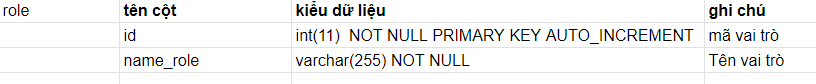 role tên cột kiểu dữ liệu ghi chú
id int(11)  NOT NULL PRIMARY KEY AUTO_INCREMENT mã vai trò
name_role varchar(255) NOT NULL Tên vai trò